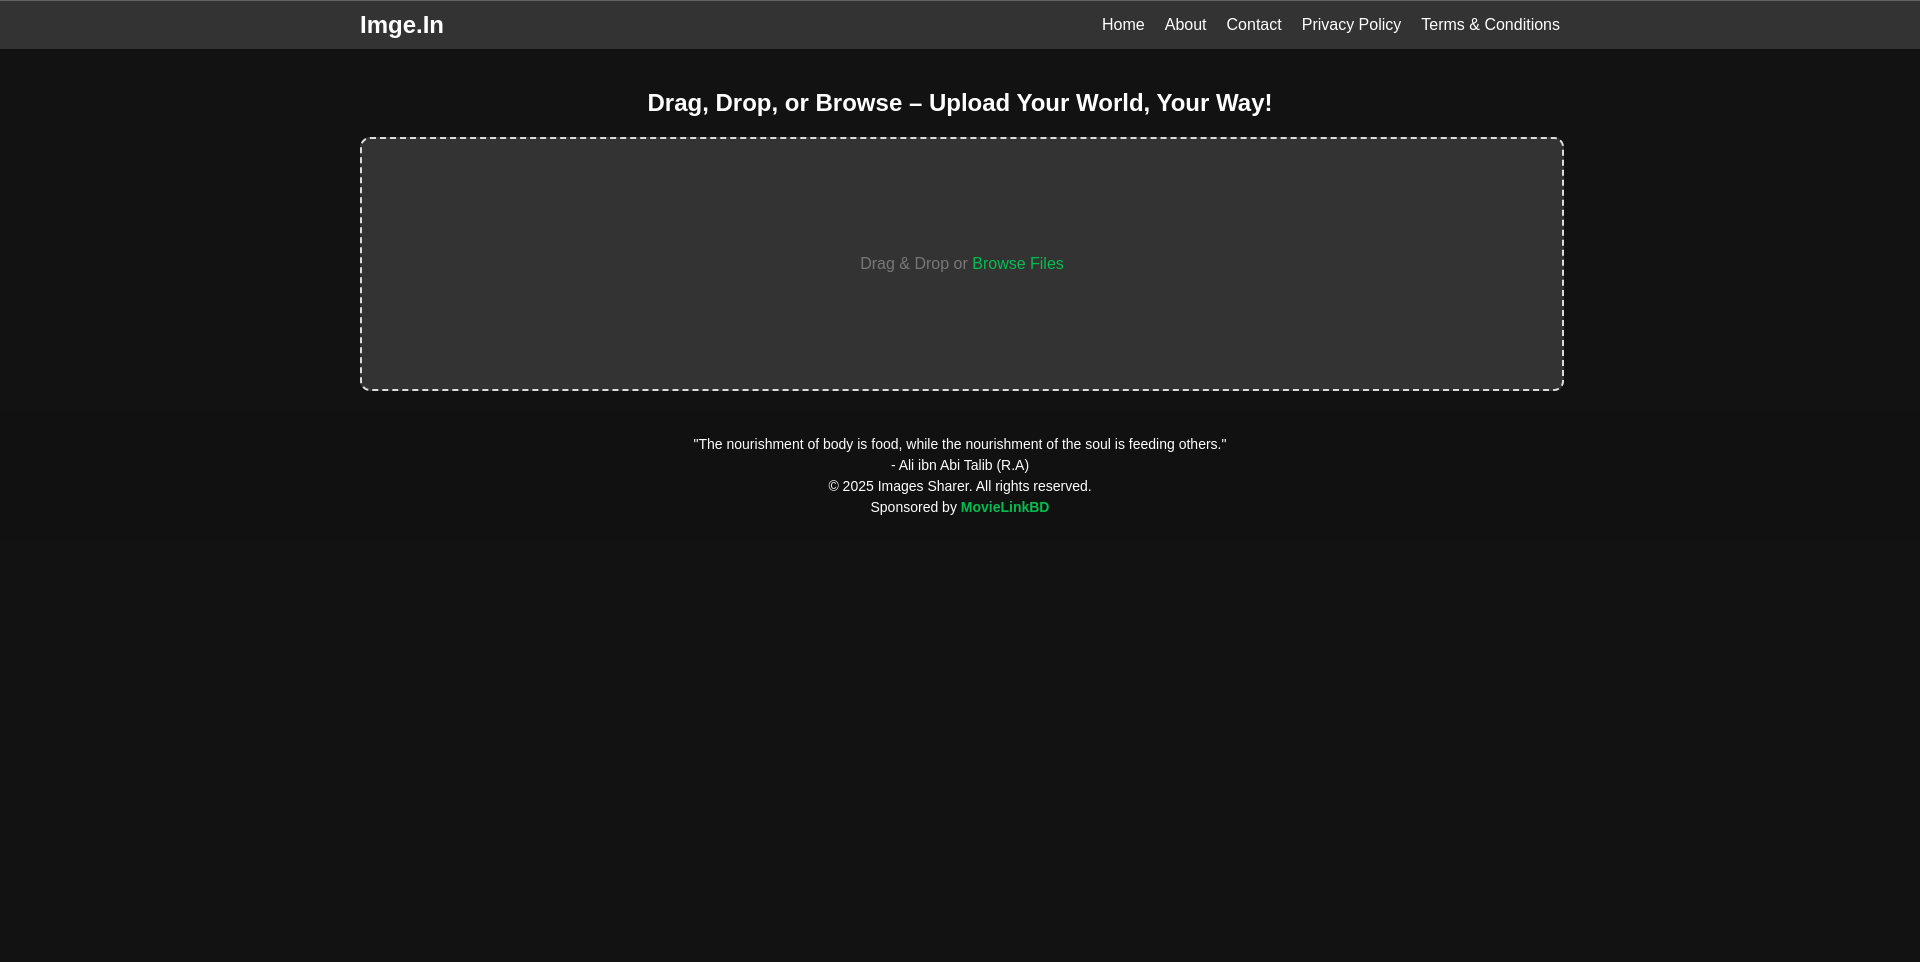 Imge.In
Home About Contact Privacy Policy Terms & Conditions
Drag, Drop, or Browse – Upload Your World, Your Way!
Drag & Drop or Browse Files
"The nourishment of body is food, while the nourishment of the soul is feeding others."
- Ali ibn Abi Talib (R.A)
© 2025 Images Sharer. All rights reserved.
Sponsored by MovieLinkBD